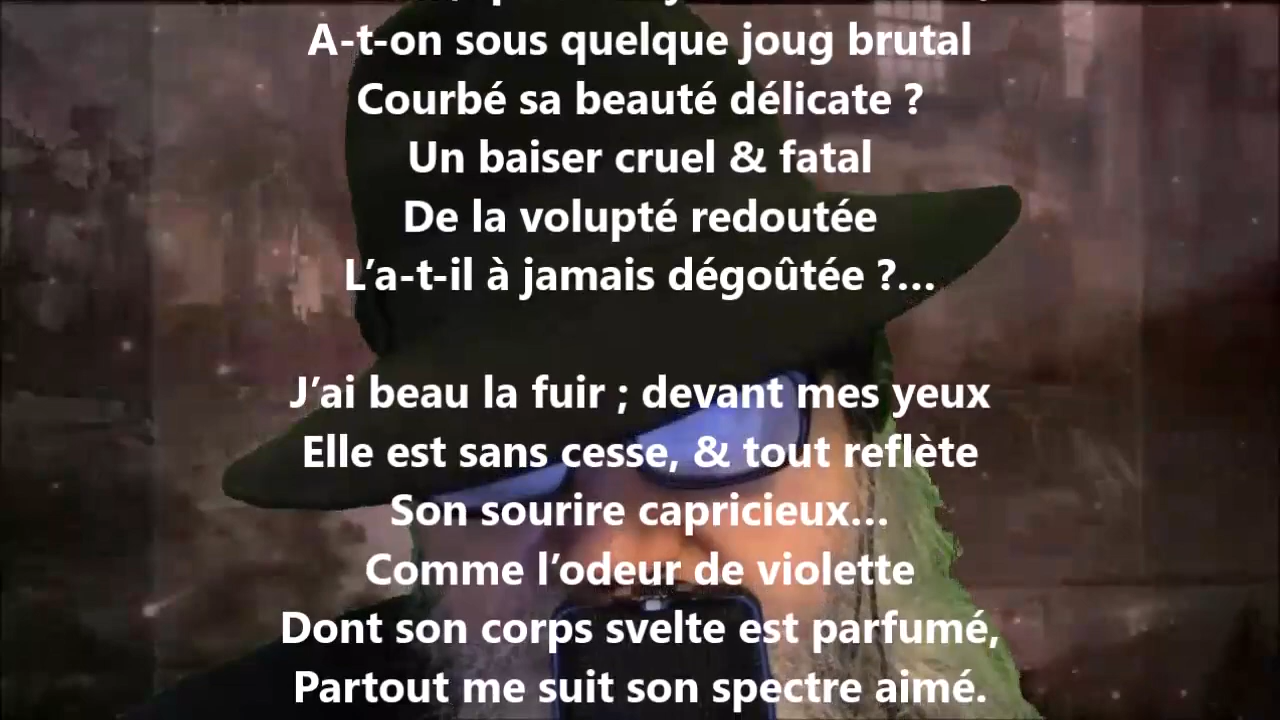 A-t-on sous quelque joug brutal
Courbé sa beauté délicate ?
Un baiser cruel & fatal
De la volupté redoutée
L’a-t-il à jamais dégoûtée ?...
J’ai beau la fuir ; devant mes yeux
Elle est sans cesse, & tout reflète
Son sourire capricieux...
Comme l’odeur de violette
Dont son corps svelte est parfumé,
Partout me suit son spectre aimé.